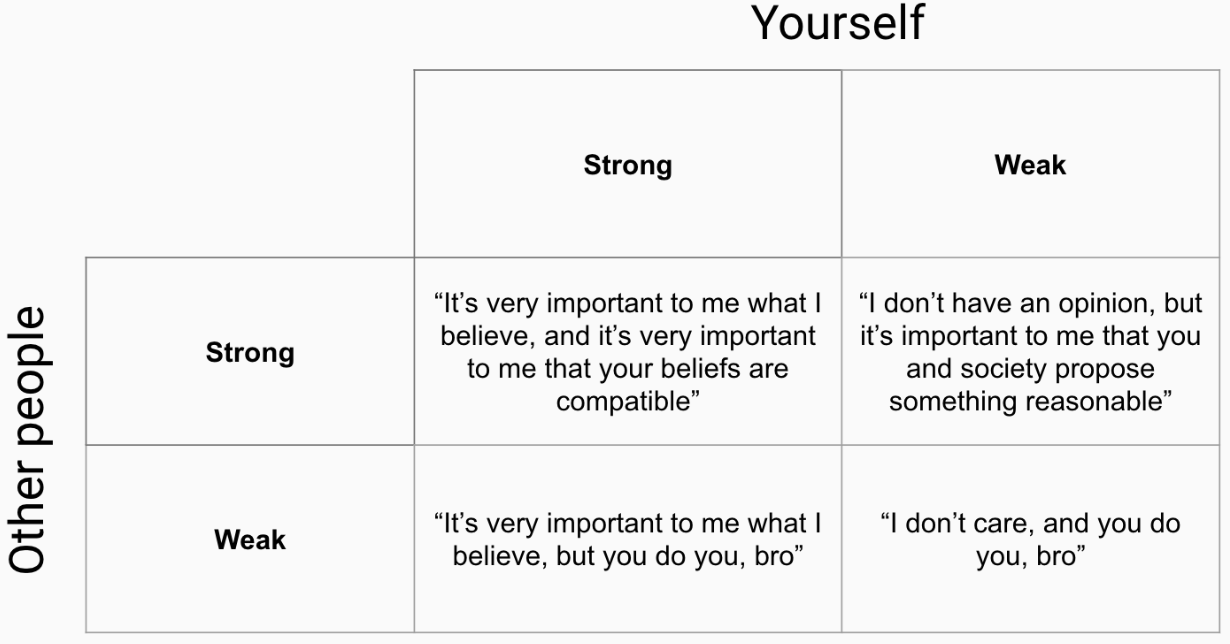 Yourself
Strong
Weak
Other people
Strong
“It’s very important to me what I
believe, and it’s very important
to me that your beliefs are
compatible”
“I don’t have an opinion, but
it’s important to me that you
and society propose
something reasonable”
Weak
“It’s very important to me what I
believe, but you do you, bro”
“I don’t care, and you do
you, bro”